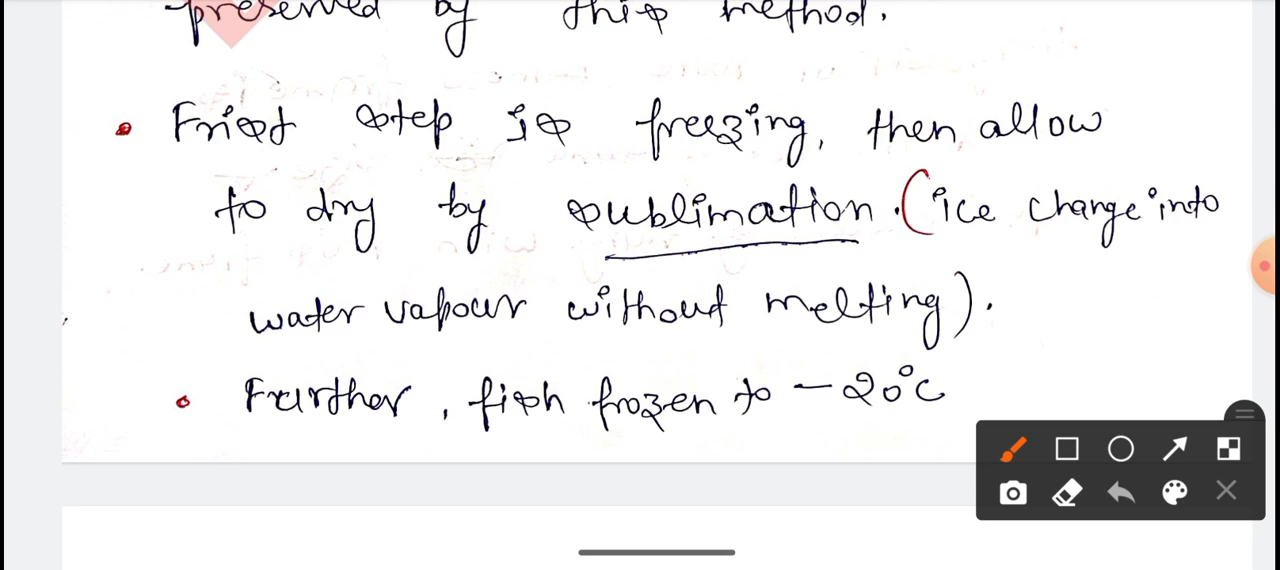 preserved by this method.
• First step is freezing, then allow
to dry by sublimation. (ice change into
water vapour without melting).
• Further, fish frozen to -20°C